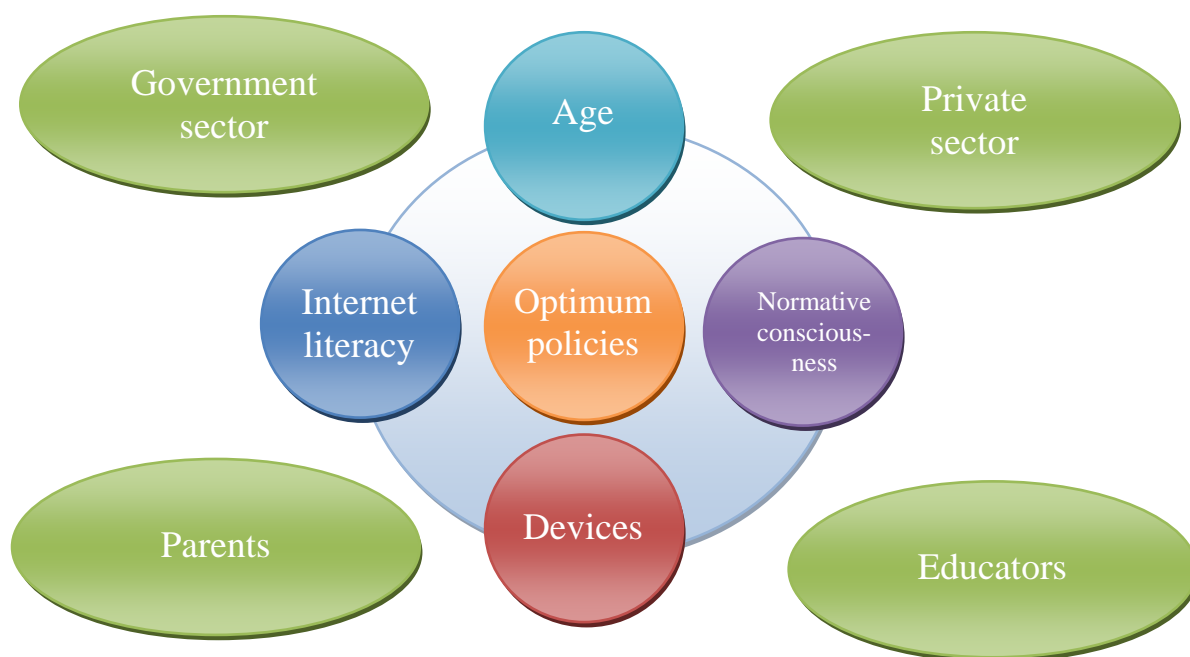 Government
sector
Age
Private
sector
Internet
literacy
Optimum
policies
Normative
conscious-
ness
Parents
Devices
Educators